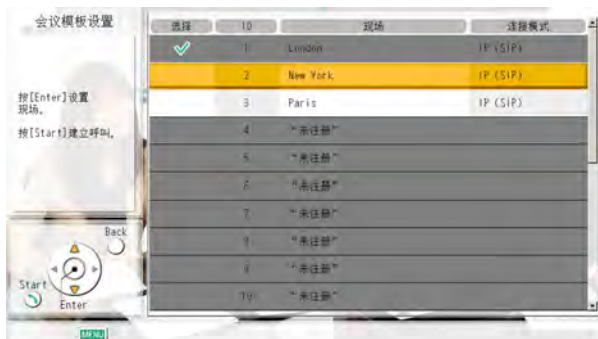 会议模板设置
按[Enter]设置
现场。
按[Start]建立呼叫。
Back
Start
Enter
MENU
选择 ID 现场 连接模式
1 London IP (SIP)
2 New York IP (SIP)
3 Paris IP (SIP)
4 "未注册"
5 "未注册"
6 "未注册"
7 "未注册"
8 "未注册"
9 "未注册"
10 "未注册"